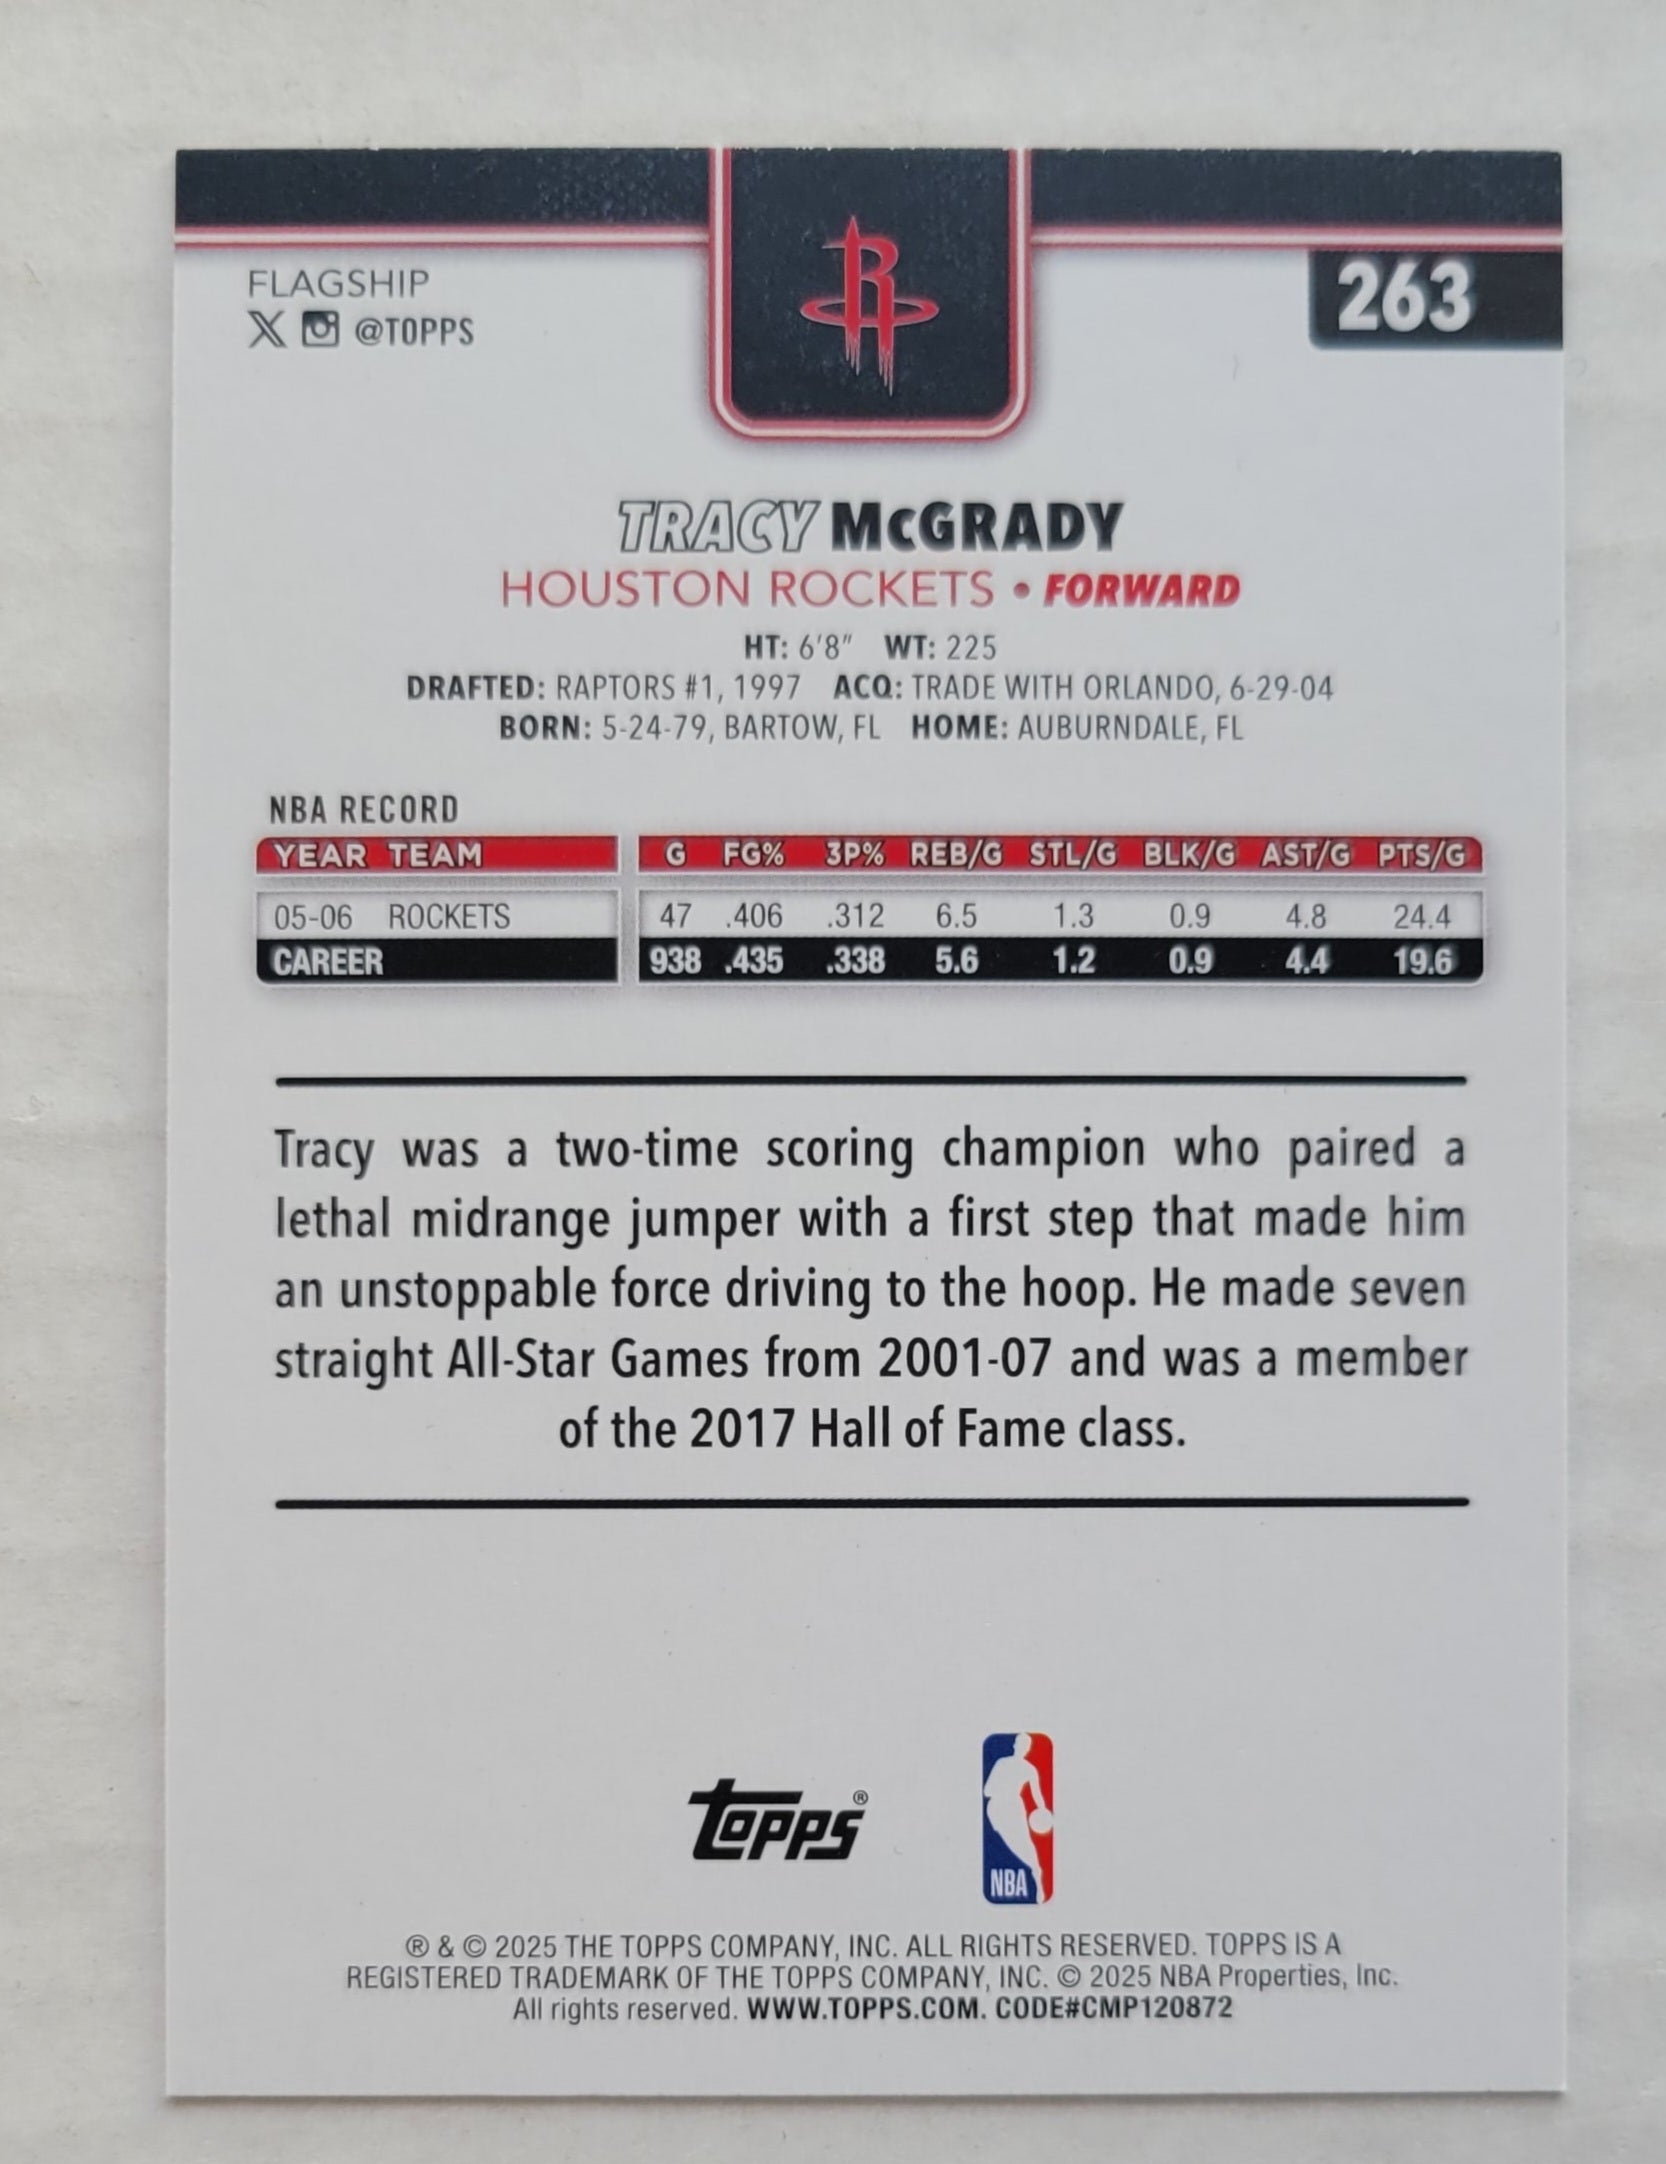 FLAGSHIP
263
X @TOPPS
TRACY McGRADY
HOUSTON ROCKETS • FORWARD
HT: 6'8" WT: 225
DRAFTED: RAPTORS #1, 1997 ACQ: TRADE WITH ORLANDO, 6-29-04
BORN: 5-24-79, BARTOW, FL HOME: AUBURNDALE, FL
NBA RECORD
YEAR TEAM G FG% 3P% REB/G STL/G BLK/G AST/G PTS/G
05-06 ROCKETS 47 .406 .312 6.5 1.3 0.9 4.8 24.4
CAREER 938 .435 .338 5.6 1.2 0.9 4.4 19.6
Tracy was a two-time scoring champion who paired a
lethal midrange jumper with a first step that made him
an unstoppable force driving to the hoop. He made seven
straight All-Star Games from 2001-07 and was a member
of the 2017 Hall of Fame class.
topps®
NBA
® & © 2025 THE TOPPS COMPANY, INC. ALL RIGHTS RESERVED. TOPPS IS A
REGISTERED TRADEMARK OF THE TOPPS COMPANY, INC. © 2025 NBA Properties, Inc.
All rights reserved. WWW.TOPPS.COM. CODE#CMP120872